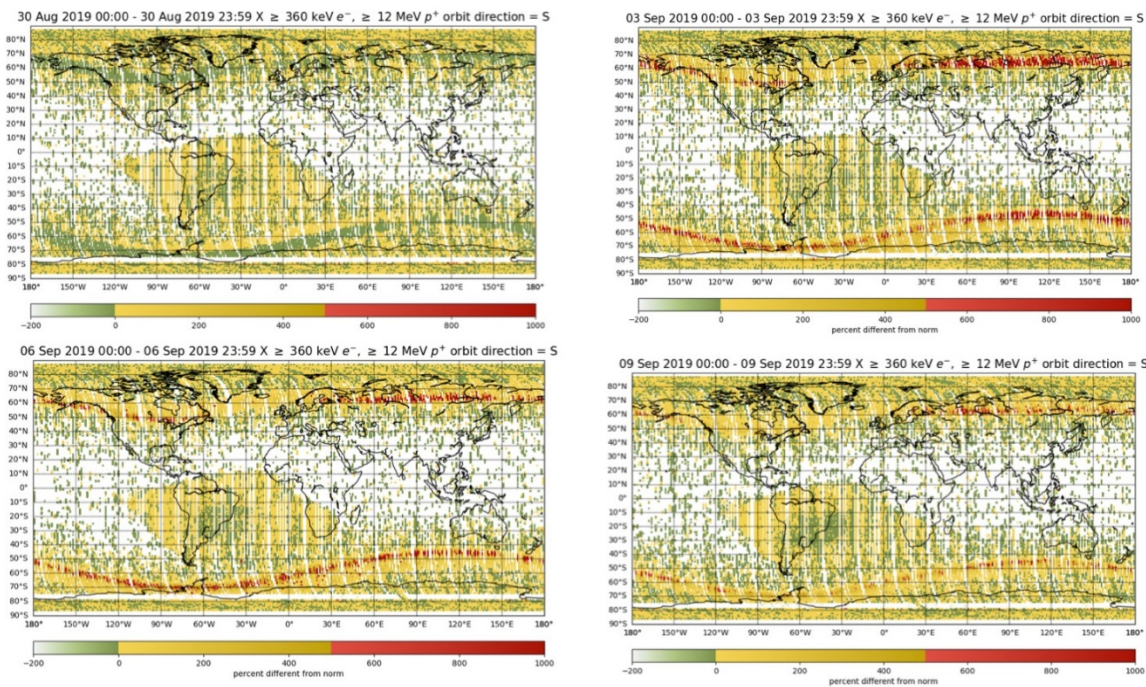 30 Aug 2019 00:00 - 30 Aug 2019 23:59 X ≥ 360 keV e⁻, ≥ 12 MeV p⁺ orbit direction = S
80°N
70°N
60°N
50°N
40°N
30°N
20°N
10°N
0°
10°S
20°S
30°S
40°S
50°S
60°S
70°S
80°S
90°S
180° 150°W 120°W 90°W 60°W 30°W 0° 30°E 60°E 90°E 120°E 150°E 180°
−200 0 200 400 600 800 1000
percent different from norm
03 Sep 2019 00:00 - 03 Sep 2019 23:59 X ≥ 360 keV e⁻, ≥ 12 MeV p⁺ orbit direction = S
80°N
70°N
60°N
50°N
40°N
30°N
20°N
10°N
0°
10°S
20°S
30°S
40°S
50°S
60°S
70°S
80°S
90°S
180° 150°W 120°W 90°W 60°W 30°W 0° 30°E 60°E 90°E 120°E 150°E 180°
−200 0 200 400 600 800 1000
percent different from norm
06 Sep 2019 00:00 - 06 Sep 2019 23:59 X ≥ 360 keV e⁻, ≥ 12 MeV p⁺ orbit direction = S
80°N
70°N
60°N
50°N
40°N
30°N
20°N
10°N
0°
10°S
20°S
30°S
40°S
50°S
60°S
70°S
80°S
90°S
180° 150°W 120°W 90°W 60°W 30°W 0° 30°E 60°E 90°E 120°E 150°E 180°
−200 0 200 400 600 800 1000
percent different from norm
09 Sep 2019 00:00 - 09 Sep 2019 23:59 X ≥ 360 keV e⁻, ≥ 12 MeV p⁺ orbit direction = S
80°N
70°N
60°N
50°N
40°N
30°N
20°N
10°N
0°
10°S
20°S
30°S
40°S
50°S
60°S
70°S
80°S
90°S
180° 150°W 120°W 90°W 60°W 30°W 0° 30°E 60°E 90°E 120°E 150°E 180°
−200 0 200 400 600 800 1000
percent different from norm